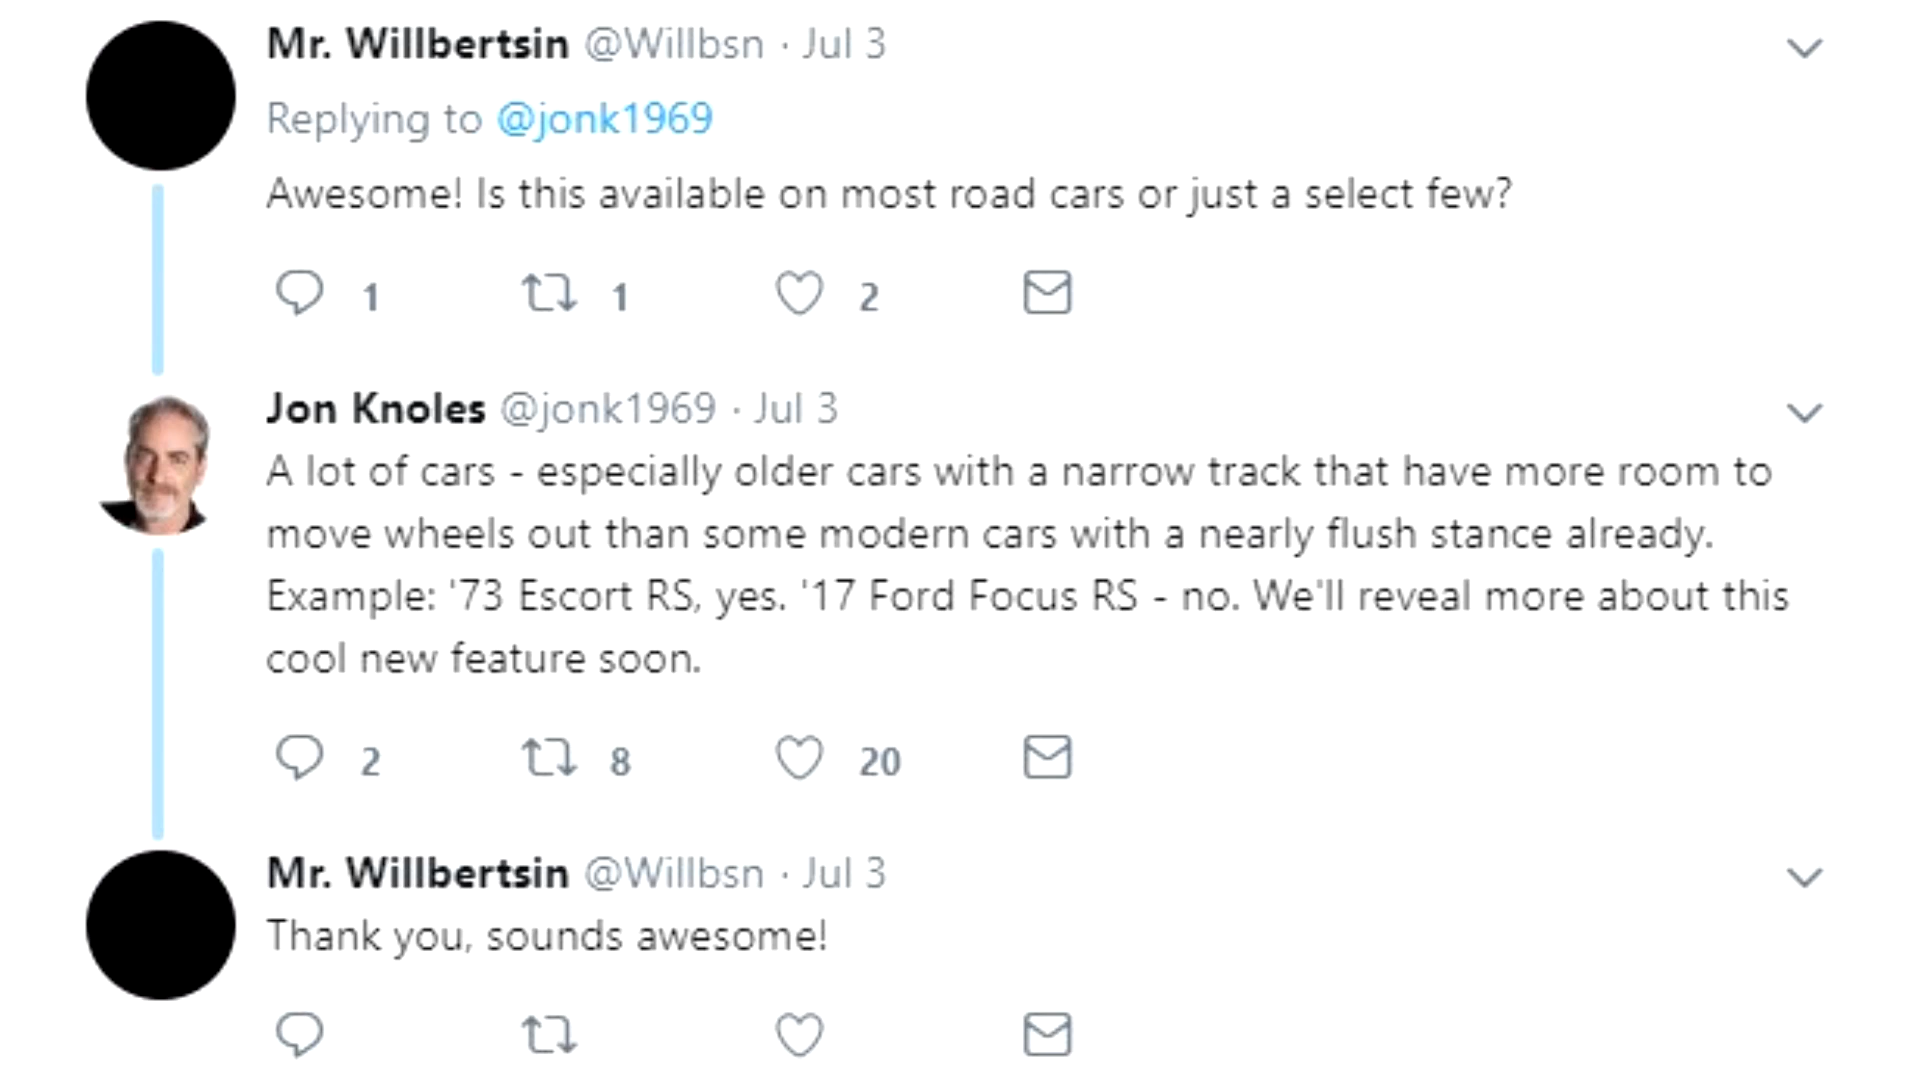 Mr. Willbertsin @Willbsn · Jul 3
Replying to @jonk1969
Awesome! Is this available on most road cars or just a select few?
1 1 2
Jon Knoles @jonk1969 · Jul 3
A lot of cars - especially older cars with a narrow track that have more room to
move wheels out than some modern cars with a nearly flush stance already.
Example: '73 Escort RS, yes. '17 Ford Focus RS - no. We'll reveal more about this
cool new feature soon.
2 8 20
Mr. Willbertsin @Willbsn · Jul 3
Thank you, sounds awesome!